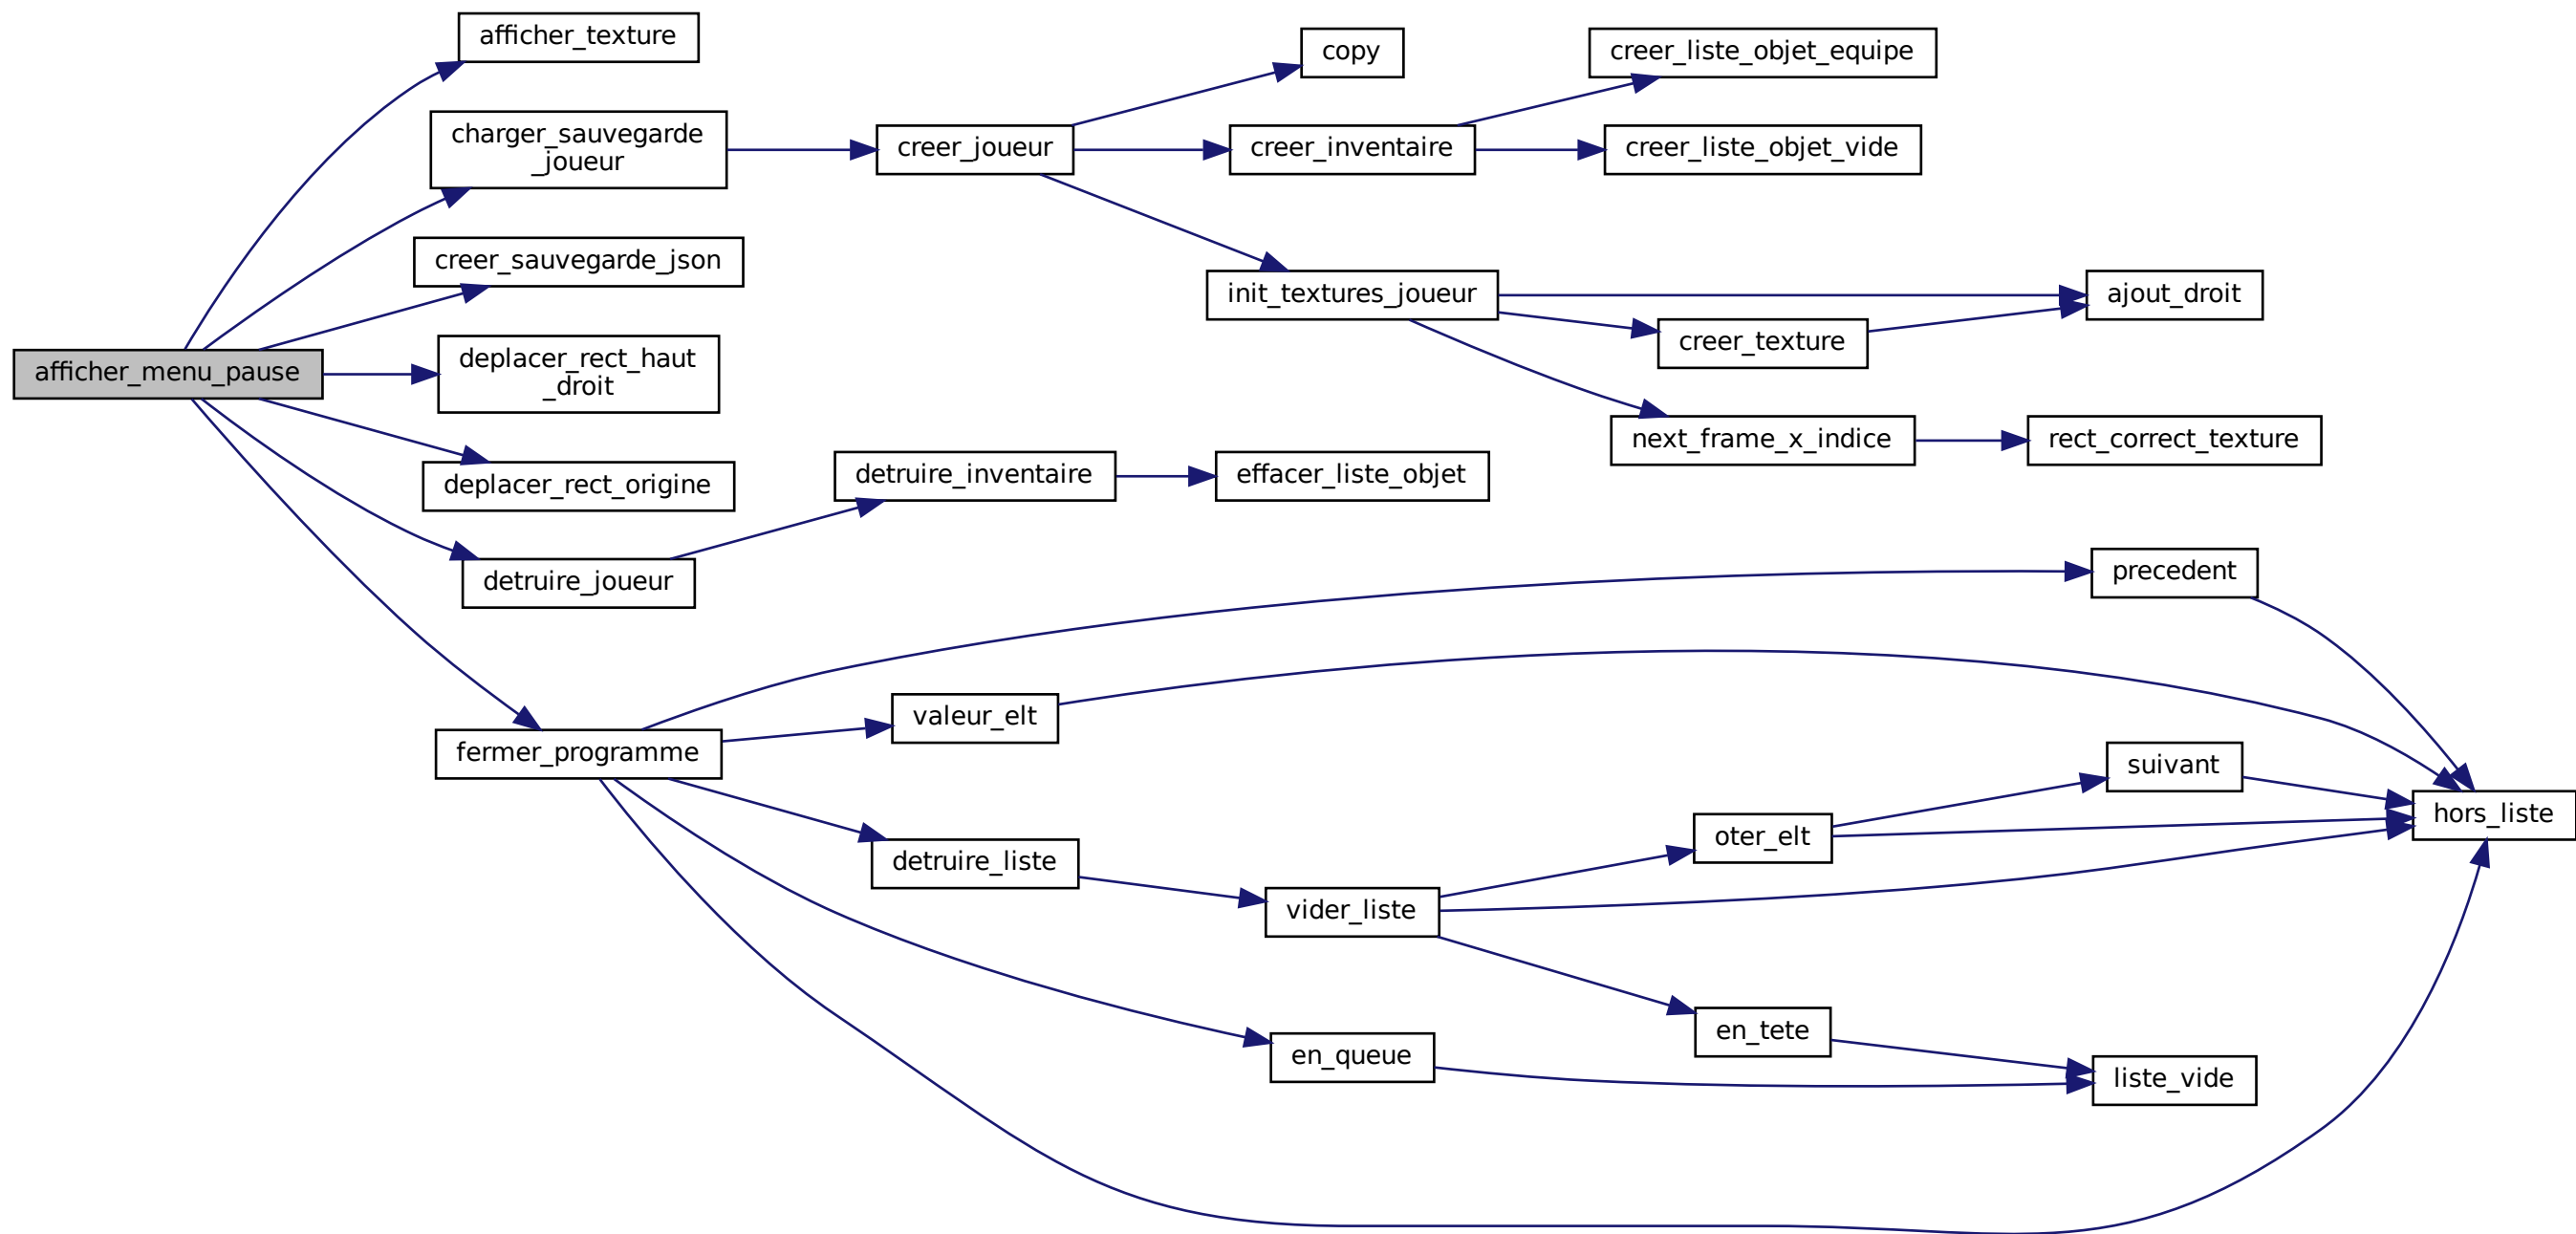 afficher_texture
copy
creer_liste_objet_equipe
charger_sauvegarde
_joueur
creer_joueur
creer_inventaire
creer_liste_objet_vide
creer_sauvegarde_json
init_textures_joueur
ajout_droit
creer_texture
afficher_menu_pause
deplacer_rect_haut
_droit
next_frame_x_indice
rect_correct_texture
deplacer_rect_origine
detruire_inventaire
effacer_liste_objet
detruire_joueur
precedent
valeur_elt
fermer_programme
suivant
hors_liste
oter_elt
detruire_liste
vider_liste
en_tete
en_queue
liste_vide